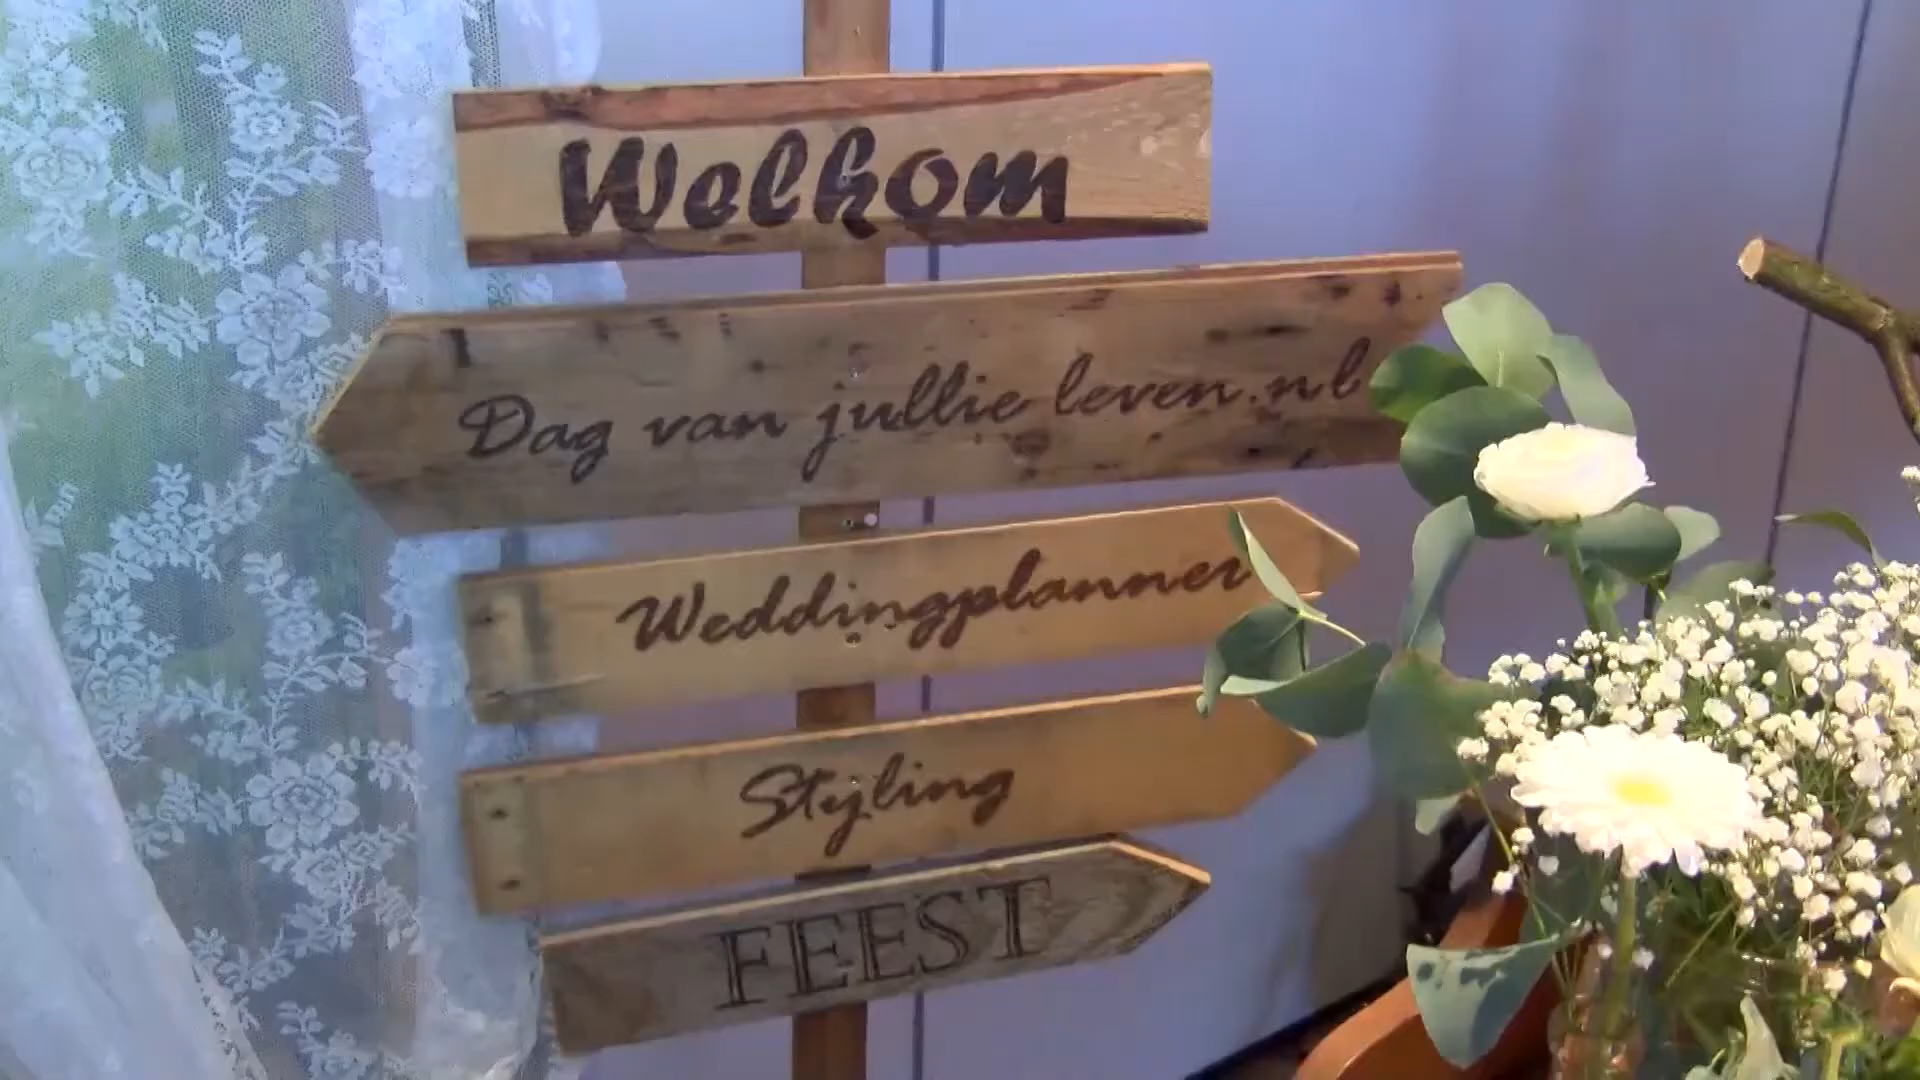 Welkom
Dag van jullie leven.nl
Weddingplanner
Styling
FEEST